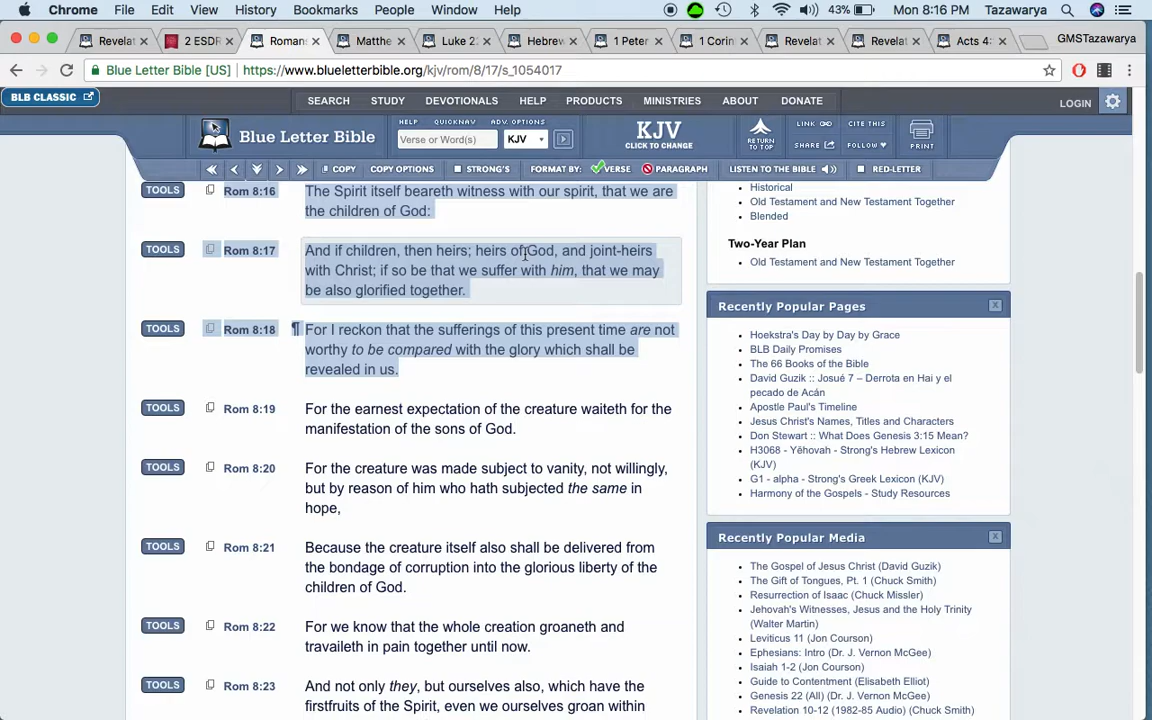 Chrome File Edit View History Bookmarks People Window Help 43% Mon 8:16 PM Tazawarya
Revelat 2 ESDR Romans Matthe Luke 2 Hebrew 1 Peter 1 Corin Revelat Revelat Acts 4: GMSTazawarya
Blue Letter Bible [US] https://www.blueletterbible.org/kjv/rom/8/17/s_1054017
BLB CLASSIC SEARCH STUDY DEVOTIONALS HELP PRODUCTS MINISTRIES ABOUT DONATE LOGIN
HELP QUICKNAV ADV. OPTIONS
Blue Letter Bible Verse or Word(s) KJV
KJV
CLICK TO CHANGE
RETURN
TO TOP
LINK CITE THIS
SHARE FOLLOW
PRINT
COPY COPY OPTIONS STRONG'S FORMAT BY: VERSE PARAGRAPH LISTEN TO THE BIBLE RED-LETTER
TOOLS Rom 8:16 The Spirit itself beareth witness with our spirit, that we are
the children of God:
TOOLS Rom 8:17 And if children, then heirs; heirs of God, and joint-heirs
with Christ; if so be that we suffer with him, that we may
be also glorified together.
TOOLS Rom 8:18 ¶ For I reckon that the sufferings of this present time are not
worthy to be compared with the glory which shall be
revealed in us.
TOOLS Rom 8:19 For the earnest expectation of the creature waiteth for the
manifestation of the sons of God.
TOOLS Rom 8:20 For the creature was made subject to vanity, not willingly,
but by reason of him who hath subjected the same in
hope,
TOOLS Rom 8:21 Because the creature itself also shall be delivered from
the bondage of corruption into the glorious liberty of the
children of God.
TOOLS Rom 8:22 For we know that the whole creation groaneth and
travaileth in pain together until now.
TOOLS Rom 8:23 And not only they, but ourselves also, which have the
firstfruits of the Spirit, even we ourselves groan within
Historical
Old Testament and New Testament Together
Blended
Two-Year Plan
Old Testament and New Testament Together
Recently Popular Pages
Hoekstra's Day by Day by Grace
BLB Daily Promises
The 66 Books of the Bible
David Guzik :: Josué 7 – Derrota en Hai y el
pecado de Acán
Apostle Paul's Timeline
Jesus Christ's Names, Titles and Characters
Don Stewart :: What Does Genesis 3:15 Mean?
H3068 - Yĕhovah - Strong's Hebrew Lexicon
(KJV)
G1 - alpha - Strong's Greek Lexicon (KJV)
Harmony of the Gospels - Study Resources
Recently Popular Media
The Gospel of Jesus Christ (David Guzik)
The Gift of Tongues, Pt. 1 (Chuck Smith)
Resurrection of Isaac (Chuck Missler)
Jehovah's Witnesses, Jesus and the Holy Trinity
(Walter Martin)
Leviticus 11 (Jon Courson)
Ephesians: Intro (Dr. J. Vernon McGee)
Isaiah 1-2 (Jon Courson)
Guide to Contentment (Elisabeth Elliot)
Genesis 22 (All) (Dr. J. Vernon McGee)
Revelation 10-12 (1982-85 Audio) (Chuck Smith)